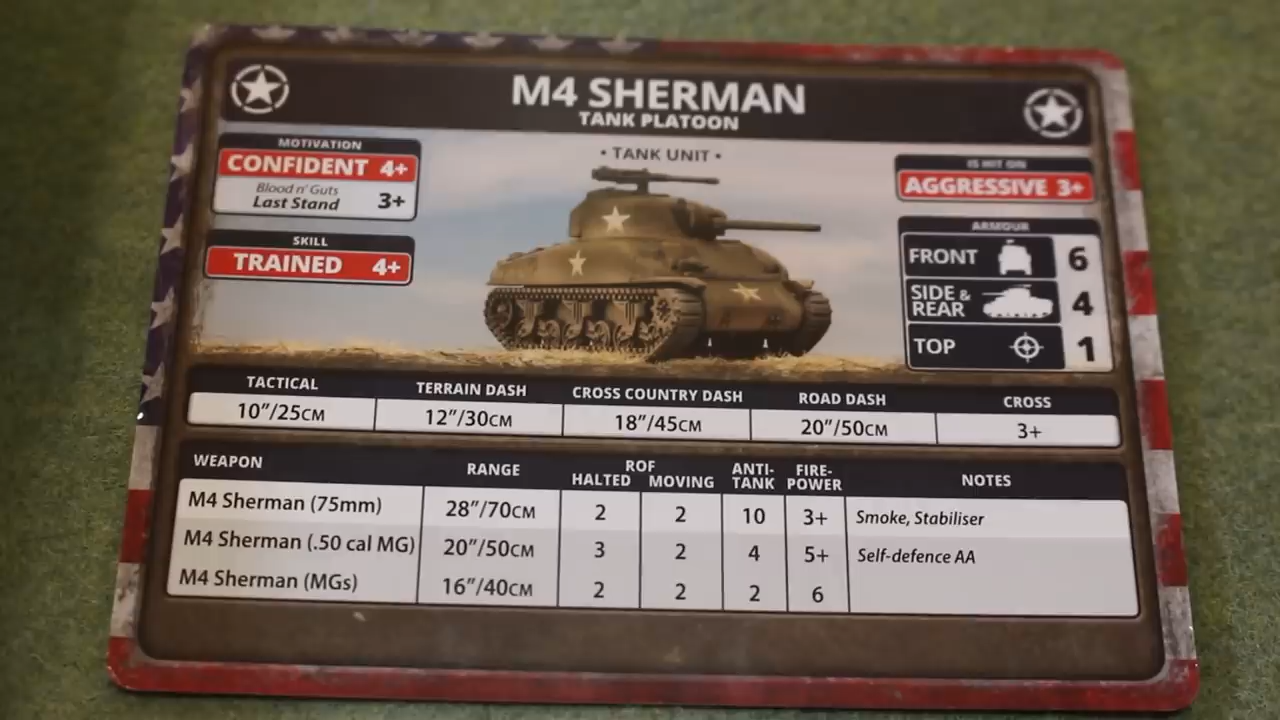 M4 SHERMAN
TANK PLATOON
• TANK UNIT •
MOTIVATION
CONFIDENT 4+
Blood n' Guts
Last Stand 3+
SKILL
TRAINED 4+
IS HIT ON
AGGRESSIVE 3+
ARMOUR
FRONT 6
SIDE & REAR 4
TOP 1
TACTICAL TERRAIN DASH CROSS COUNTRY DASH ROAD DASH CROSS
10"/25CM 12"/30CM 18"/45CM 20"/50CM 3+
WEAPON RANGE ROF HALTED MOVING ANTI-TANK FIRE-POWER NOTES
M4 Sherman (75mm) 28"/70CM 2 2 10 3+ Smoke, Stabiliser
M4 Sherman (.50 cal MG) 20"/50CM 3 2 4 5+ Self-defence AA
M4 Sherman (MGs) 16"/40CM 2 2 2 6